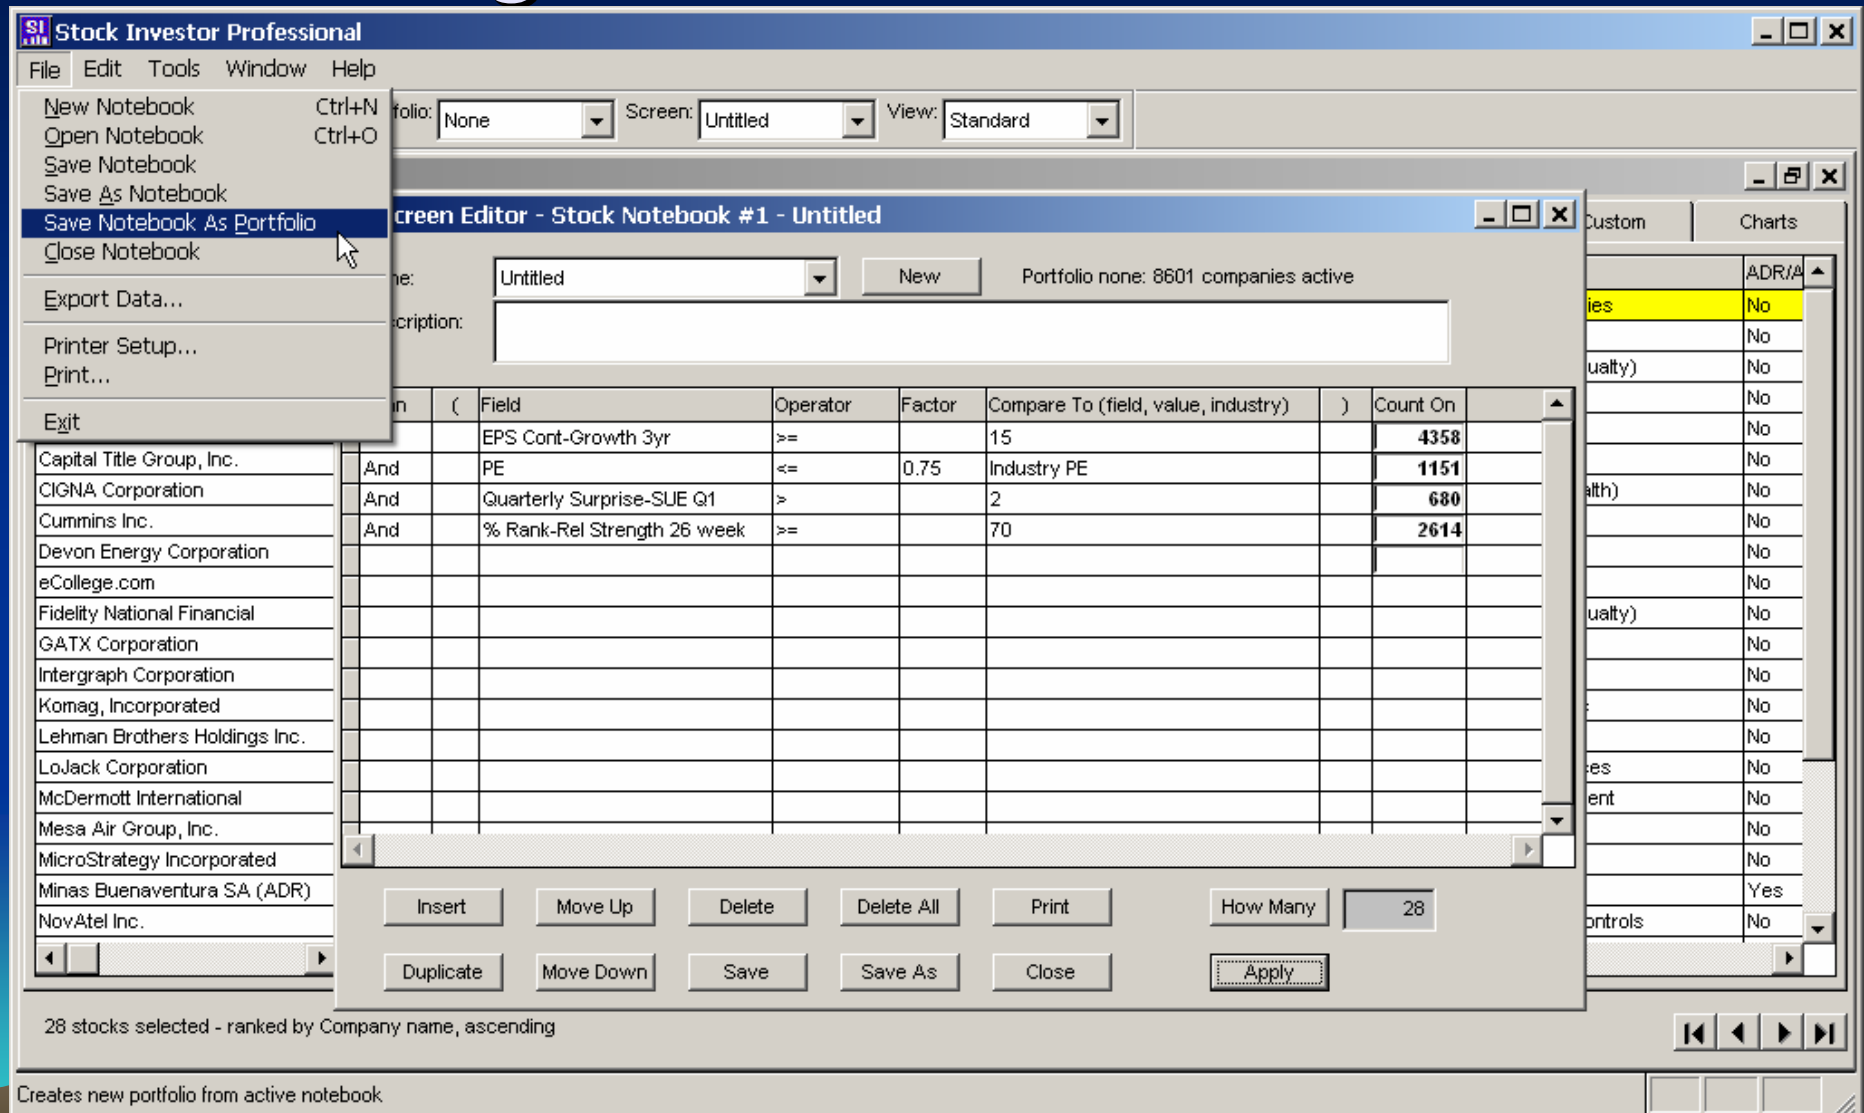 Stock Investor Professional
File Edit Tools Window Help
New Notebook Ctrl+N
Open Notebook Ctrl+O
Save Notebook
Save As Notebook
Save Notebook As Portfolio
Close Notebook
Export Data...
Printer Setup...
Print...
Exit
folio: None Screen: Untitled View: Standard
Custom Charts
creen Editor - Stock Notebook #1 - Untitled
ne: Untitled New Portfolio none: 8601 companies active
cription:
n ( Field Operator Factor Compare To (field, value, industry) ) Count On
EPS Cont-Growth 3yr >= 15 4358
And PE <= 0.75 Industry PE 1151
And Quarterly Surprise-SUE Q1 > 2 680
And % Rank-Rel Strength 26 week >= 70 2614
Insert Move Up Delete Delete All Print How Many 28
Duplicate Move Down Save Save As Close Apply
Capital Title Group, Inc.
CIGNA Corporation
Cummins Inc.
Devon Energy Corporation
eCollege.com
Fidelity National Financial
GATX Corporation
Intergraph Corporation
Komag, Incorporated
Lehman Brothers Holdings Inc.
LoJack Corporation
McDermott International
Mesa Air Group, Inc.
MicroStrategy Incorporated
Minas Buenaventura SA (ADR)
NovAtel Inc.
ADR/A
ies No
No
ualty) No
No
No
No
alth) No
No
No
No
ualty) No
No
No
No
No
es No
ent No
No
No
Yes
ontrols No
28 stocks selected - ranked by Company name, ascending
Creates new portfolio from active notebook